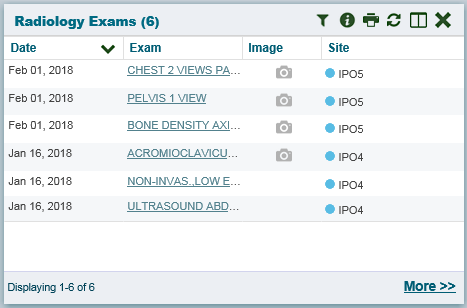 Radiology Exams (6)
Date Exam Image Site
Feb 01, 2018 CHEST 2 VIEWS PA... IPO5
Feb 01, 2018 PELVIS 1 VIEW IPO5
Feb 01, 2018 BONE DENSITY AXI... IPO5
Jan 16, 2018 ACROMIOCLAVICU... IPO4
Jan 16, 2018 NON-INVAS.,LOW E... IPO4
Jan 16, 2018 ULTRASOUND ABD... IPO4
Displaying 1-6 of 6 More >>